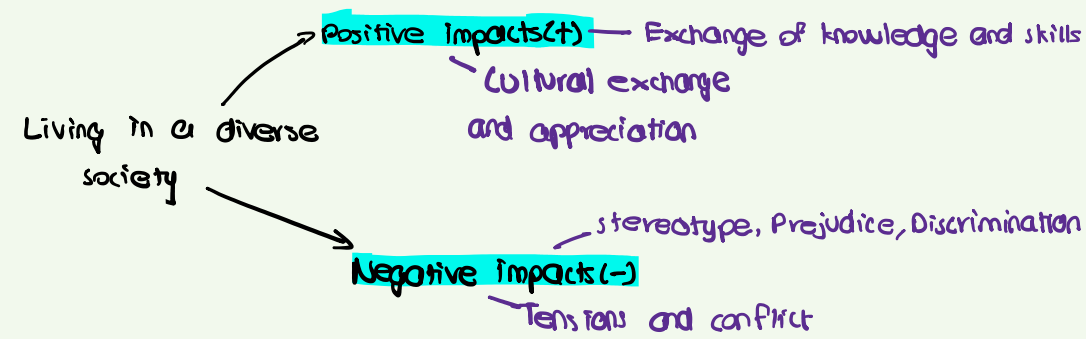 Positive impacts(+)
Exchange of knowledge and skills
Cultural exchange
and appreciation
Living in a diverse
society
stereotype, Prejudice, Discrimination
Negative impacts(-)
Tensions and conflict